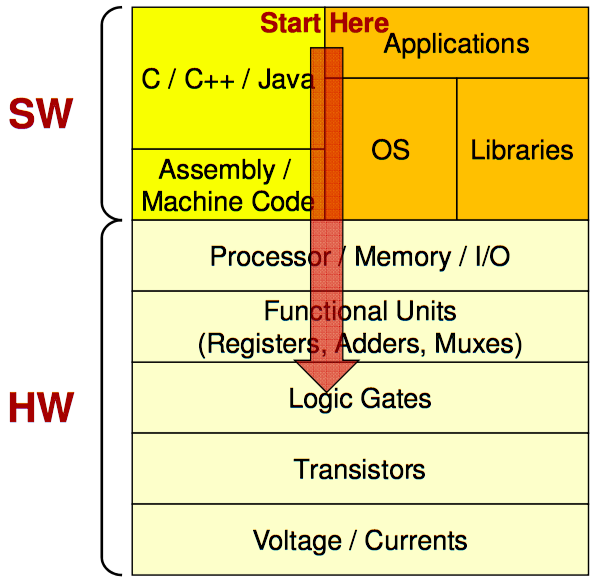 Start Here
Applications
C / C++ / Java
SW
OS
Libraries
Assembly /
Machine Code
Processor / Memory / I/O
Functional Units
(Registers, Adders, Muxes)
HW
Logic Gates
Transistors
Voltage / Currents